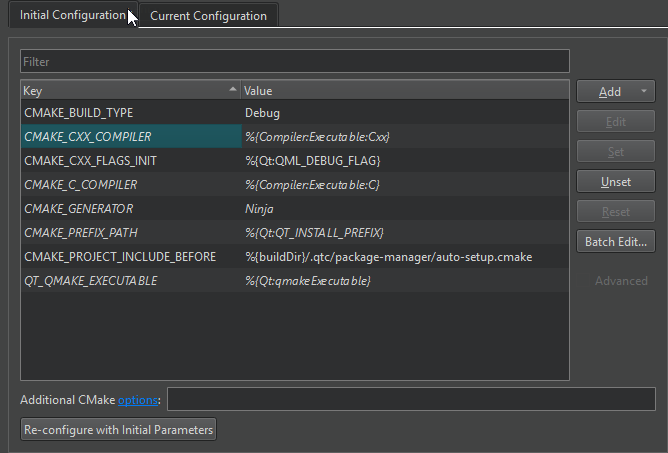 Initial Configuration Current Configuration
Filter
Key Value
CMAKE_BUILD_TYPE Debug
CMAKE_CXX_COMPILER %{Compiler:Executable:Cxx}
CMAKE_CXX_FLAGS_INIT %{Qt:QML_DEBUG_FLAG}
CMAKE_C_COMPILER %{Compiler:Executable:C}
CMAKE_GENERATOR Ninja
CMAKE_PREFIX_PATH %{Qt:QT_INSTALL_PREFIX}
CMAKE_PROJECT_INCLUDE_BEFORE %{buildDir}/.qtc/package-manager/auto-setup.cmake
QT_QMAKE_EXECUTABLE %{Qt:qmakeExecutable}
Add
Edit
Set
Unset
Reset
Batch Edit...
Advanced
Additional CMake options:
Re-configure with Initial Parameters